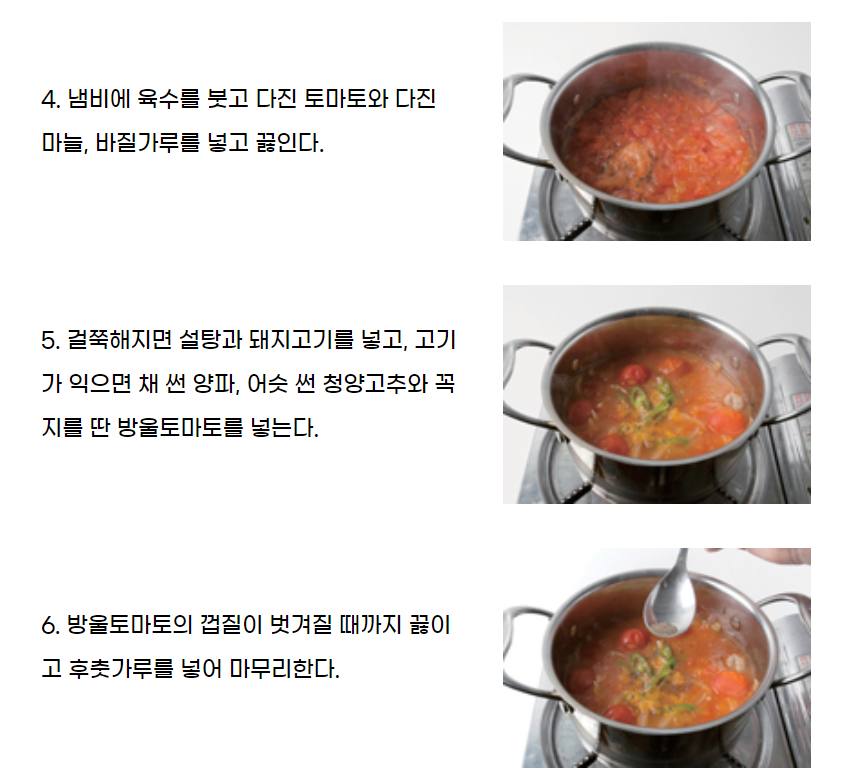 4. 냄비에 육수를 붓고 다진 토마토와 다진
마늘, 바질가루를 넣고 끓인다.
5. 걸쭉해지면 설탕과 돼지고기를 넣고, 고기
가 익으면 채 썬 양파, 어슷 썬 청양고추와 꼭
지를 딴 방울토마토를 넣는다.
6. 방울토마토의 껍질이 벗겨질 때까지 끓이
고 후춧가루를 넣어 마무리한다.